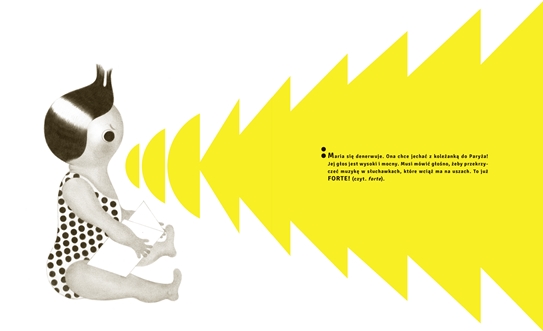 Maria się denerwuje. Ona chce jechać z koleżanką do Paryża!
Jej głos jest wysoki i mocny. Musi mówić głośno, żeby przekrzy-
czeć muzykę w słuchawkach, które wciąż ma na uszach. To już
FORTE! (czyt. forte).